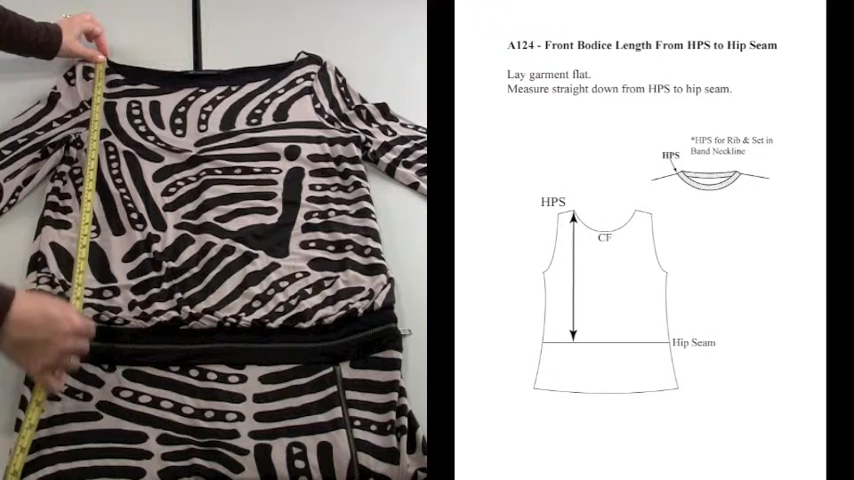 A124 - Front Bodice Length From HPS to Hip Seam
Lay garment flat.
Measure straight down from HPS to hip seam.
*HPS for Rib & Set in
Band Neckline
HPS
HPS
CF
Hip Seam